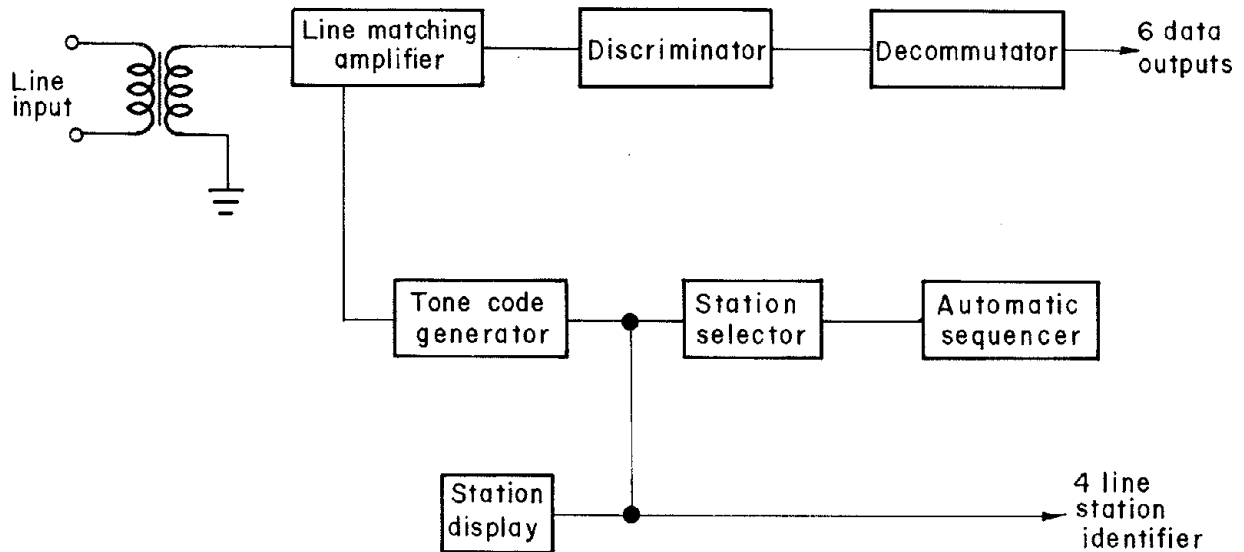 Line input
Line matching
amplifier
Discriminator
Decommutator
6 data
outputs
Tone code
generator
Station
selector
Automatic
sequencer
Station
display
4 line
station
identifier